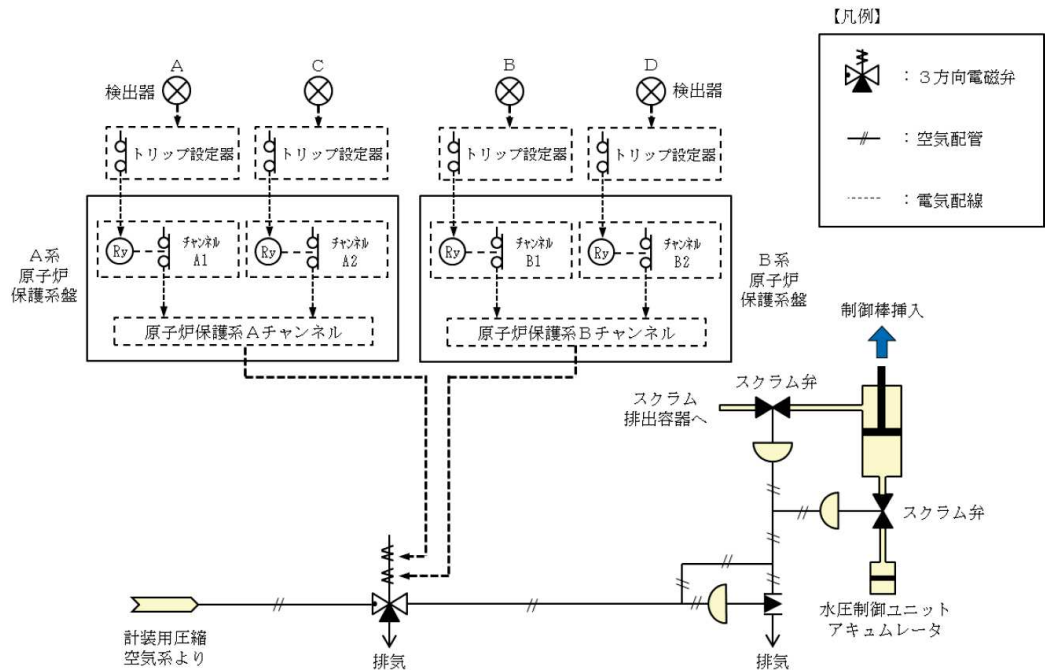 【凡例】
：３方向電磁弁
：空気配管
：電気配線
A
C
B
D
検出器
検出器
トリップ設定器
トリップ設定器
トリップ設定器
トリップ設定器
A系
原子炉
保護系盤
Ry
チャンネル
A1
Ry
チャンネル
A2
Ry
チャンネル
B1
Ry
チャンネル
B2
B系
原子炉
保護系盤
原子炉保護系Aチャンネル
原子炉保護系Bチャンネル
制御棒挿入
スクラム弁
スクラム
排出容器へ
スクラム弁
水圧制御ユニット
アキュムレータ
計装用圧縮
空気系より
排気
排気